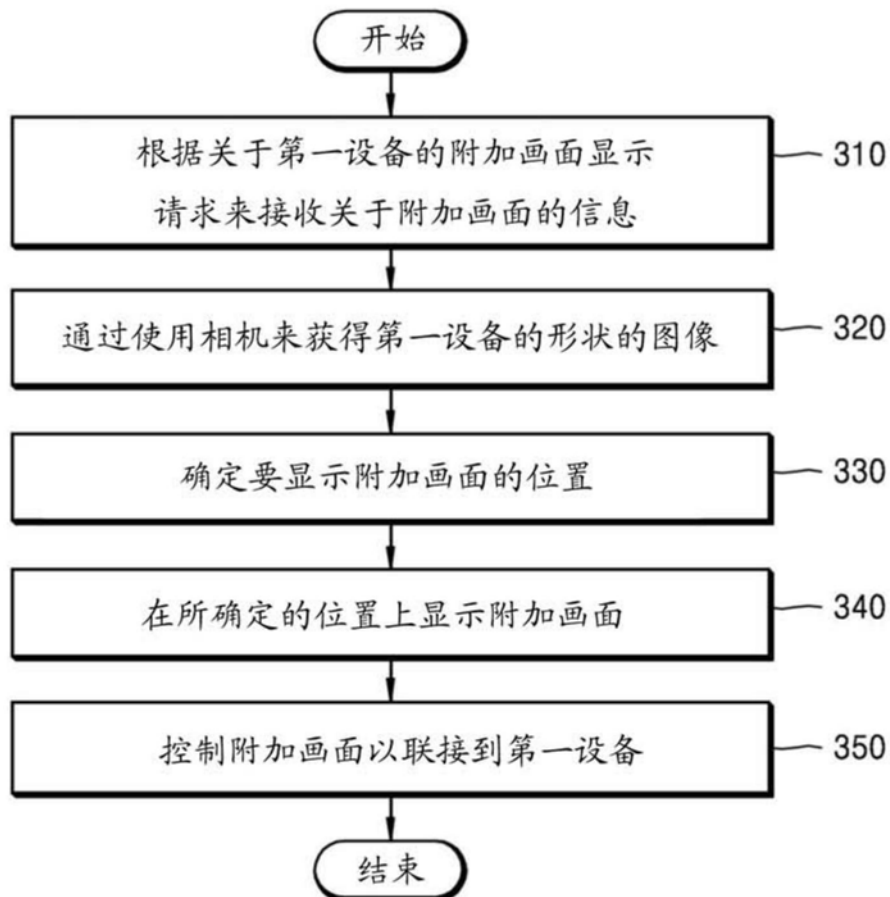 开始
根据关于第一设备的附加画面显示
310
请求来接收关于附加画面的信息
通过使用相机来获得第一设备的形状的图像
320
确定要显示附加画面的位置
330
在所确定的位置上显示附加画面
340
控制附加画面以联接到第一设备
350
结束